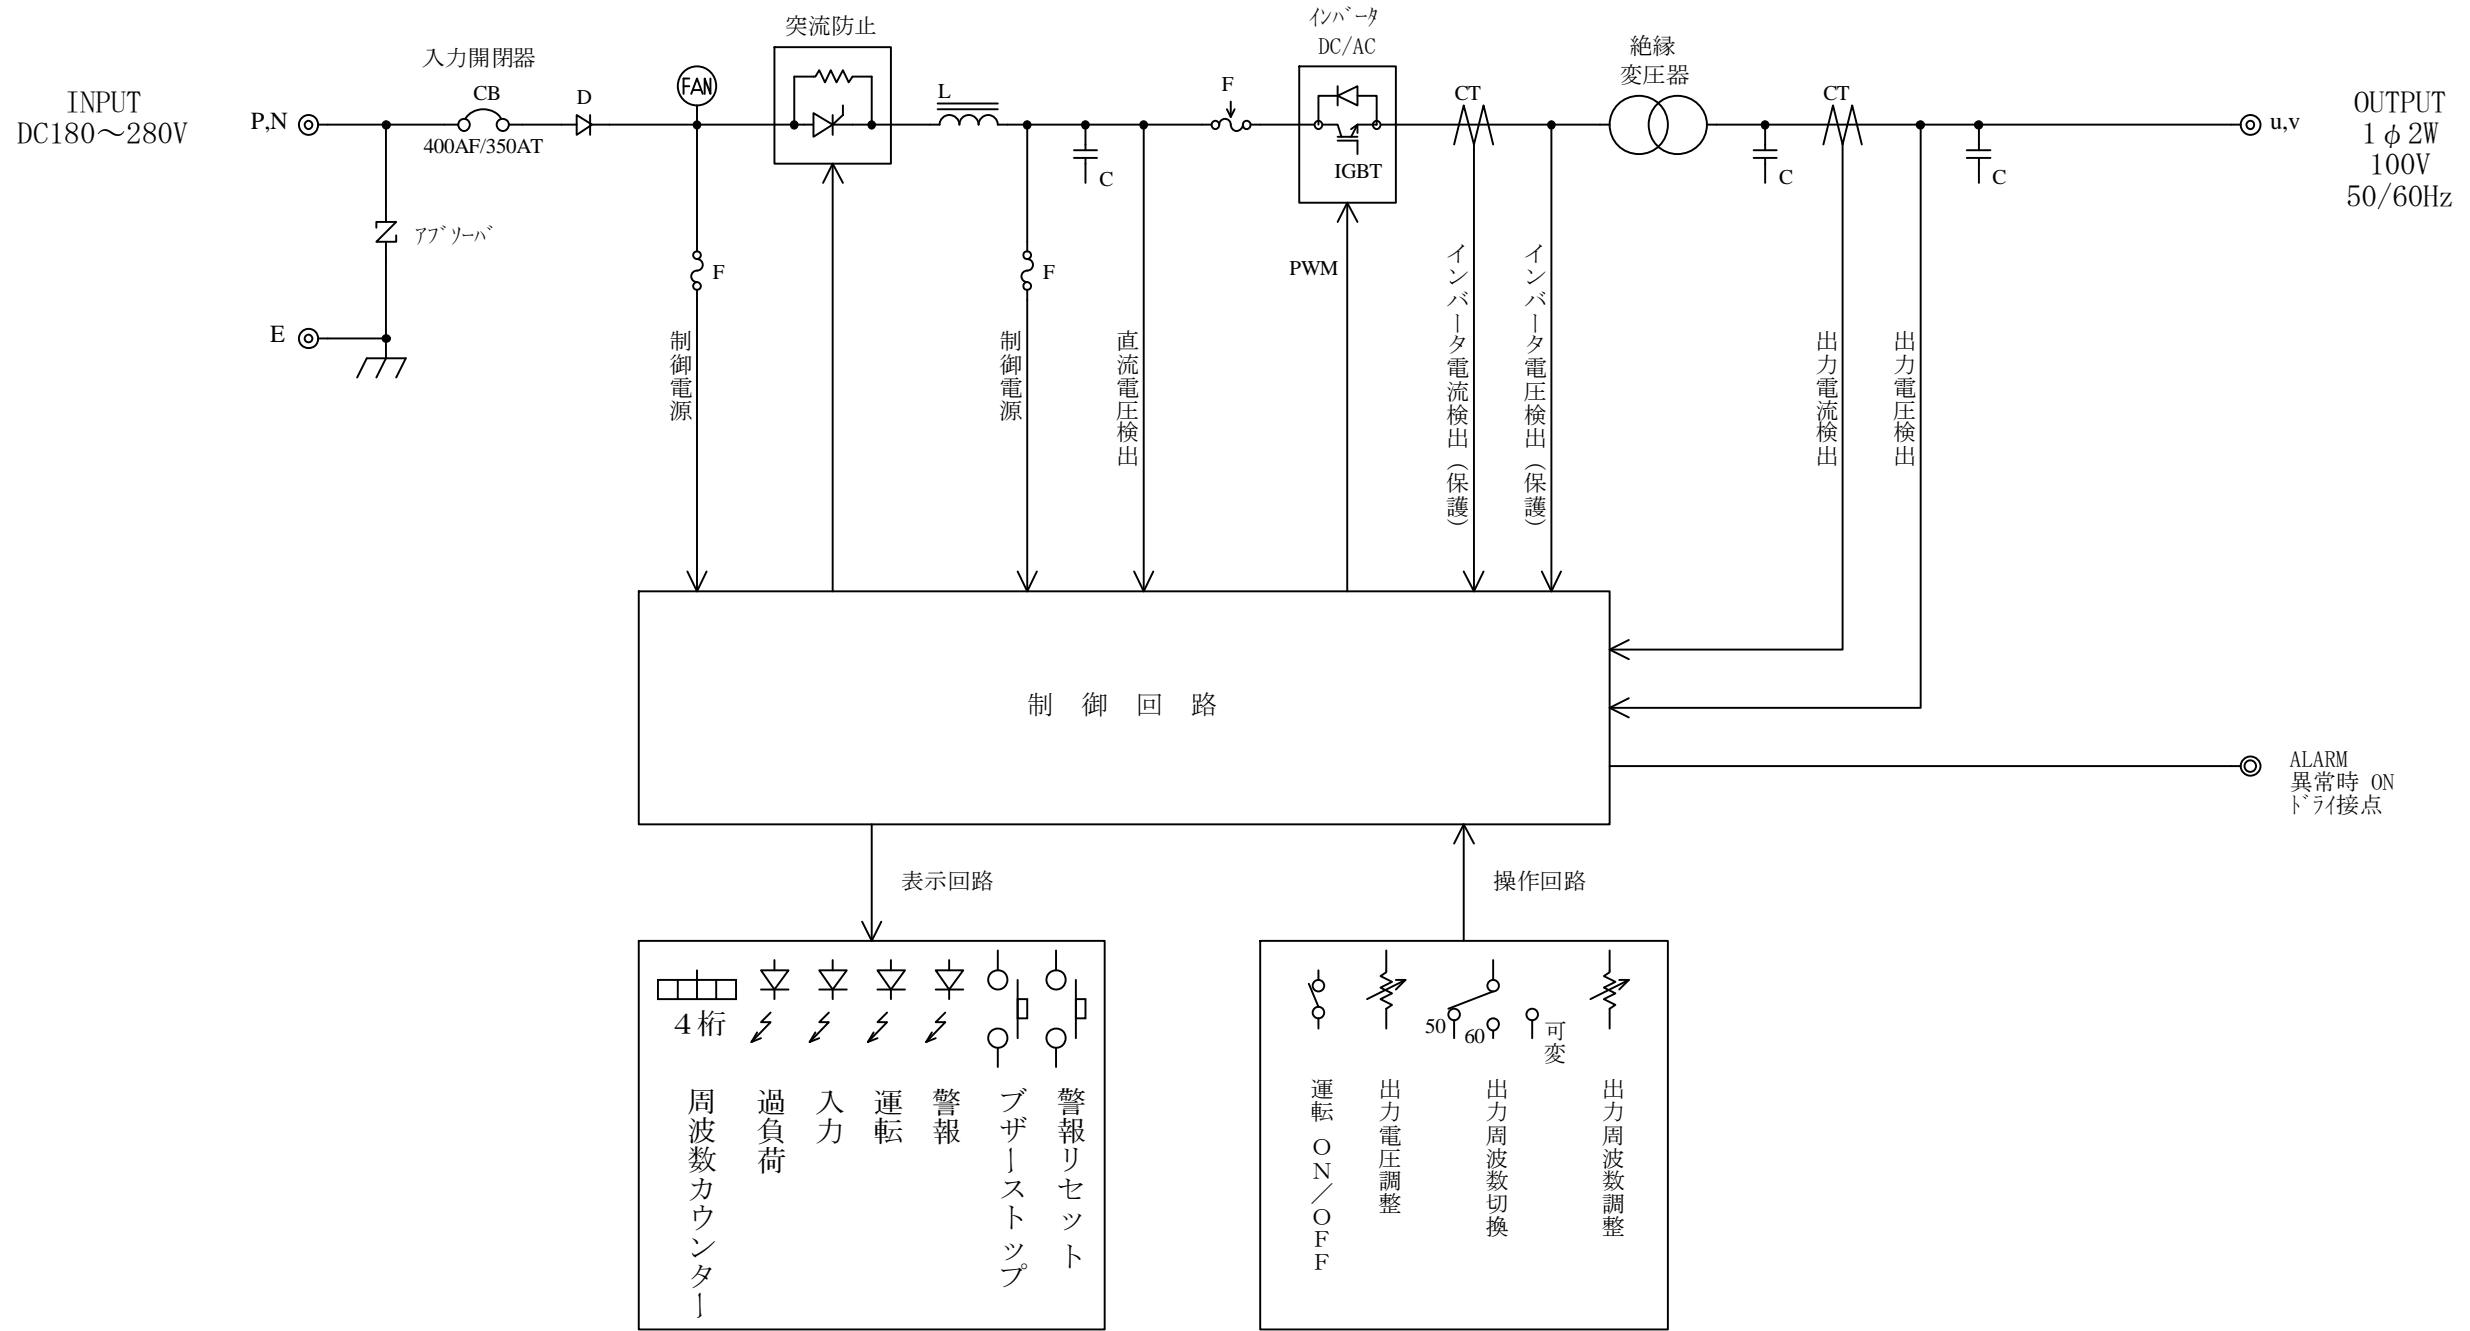 INPUT
DC180～280V
P,N
入力開閉器
CB
400AF/350AT
D
FAN
突流防止
L
C
F
ｲﾝﾊﾞｰﾀ
DC/AC
IGBT
CT
絶縁
変圧器
C
CT
C
u,v
OUTPUT
1φ2W
100V
50/60Hz
ｱﾌﾞｿｰﾊﾞ
E
F
制御電源
F
制御電源
直流電圧検出
PWM
インバータ電流検出（保護）
インバータ電圧検出（保護）
出力電流検出
出力電圧検出
制御回路
ALARM
異常時 ON
ﾄﾞﾗｲ接点
表示回路
操作回路
4桁
周波数カウンター
過負荷
入力
運転
警報
ブザーストップ
警報リセット
50
60
可変
運転 ON／OFF
出力電圧調整
出力周波数切換
出力周波数調整